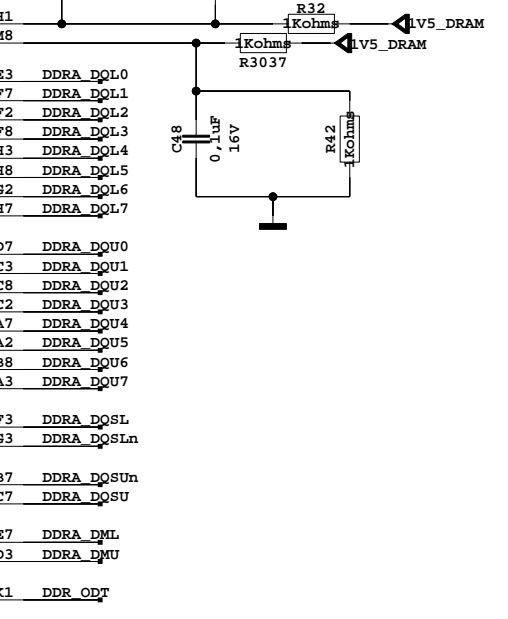 R32
H1
1Kohms
1V5_DRAM
M8
1Kohms
1V5_DRAM
R3037
E3 DDRA_DQL0
F7 DDRA_DQL1
F2 DDRA_DQL2
F8 DDRA_DQL3
H3 DDRA_DQL4
H8 DDRA_DQL5
G2 DDRA_DQL6
H7 DDRA_DQL7
C48
0,1uF
16V
R42
1Kohms
D7 DDRA_DQU0
C3 DDRA_DQU1
C8 DDRA_DQU2
C2 DDRA_DQU3
A7 DDRA_DQU4
A2 DDRA_DQU5
B8 DDRA_DQU6
A3 DDRA_DQU7
F3 DDRA_DQSL
G3 DDRA_DQSLn
B7 DDRA_DQSUn
C7 DDRA_DQSU
E7 DDRA_DML
D3 DDRA_DMU
K1 DDR_ODT